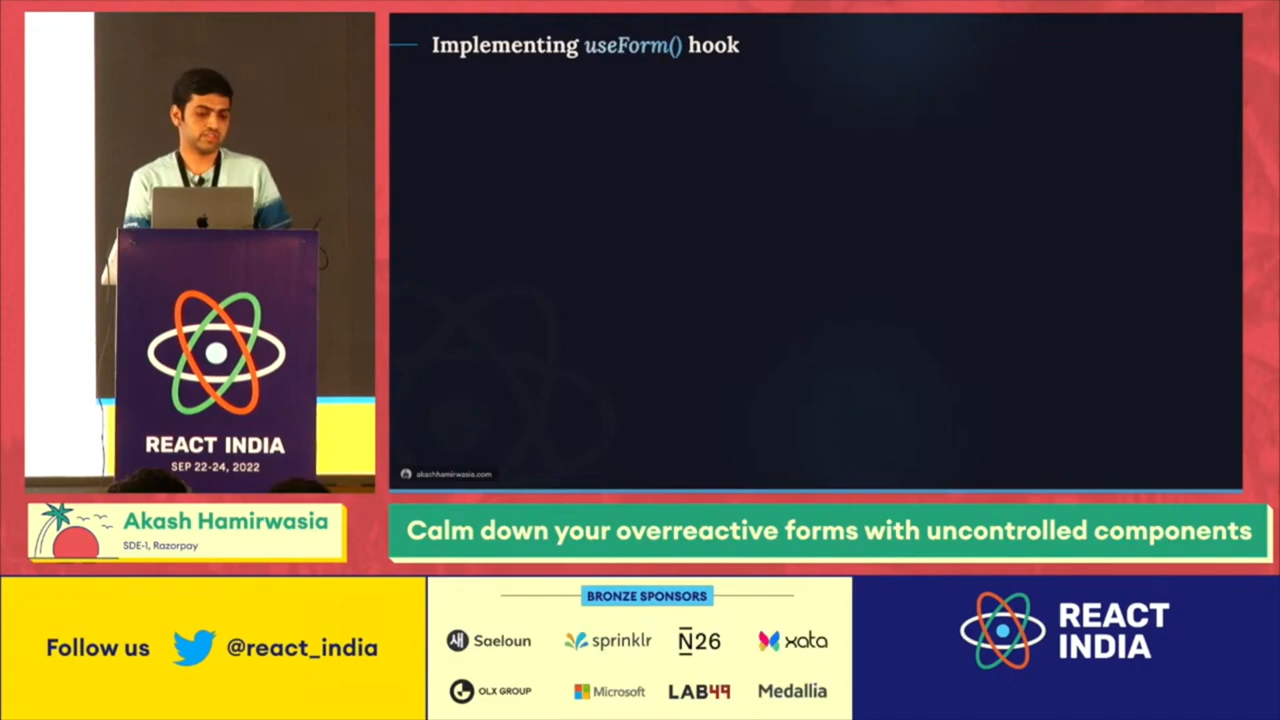 Implementing useForm() hook
akashhamirwasia.com
REACT INDIA
SEP 22-24, 2022
Akash Hamirwasia
SDE-1, Razorpay
Calm down your overreactive forms with uncontrolled components
Follow us @react_india
BRONZE SPONSORS
Saeloun sprinklr N26 xata
OLX GROUP Microsoft LAB49 Medallia
REACT
INDIA